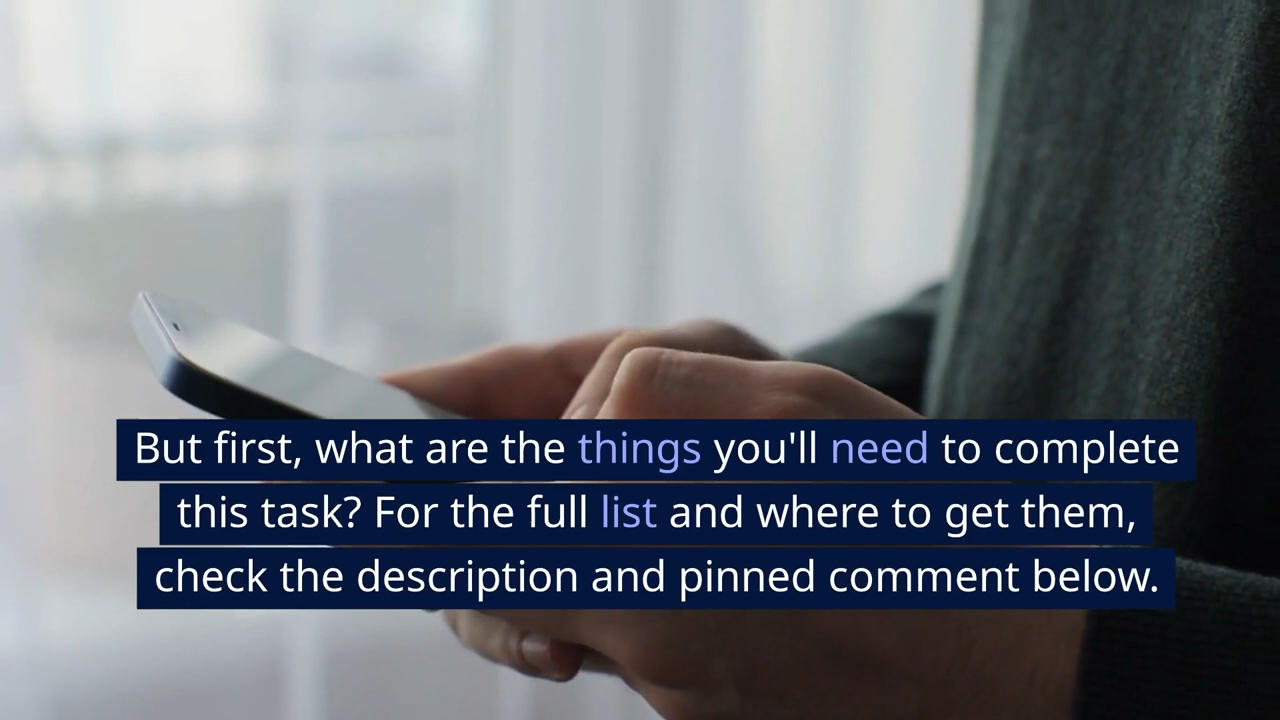 But first, what are the things you'll need to complete
this task? For the full list and where to get them,
check the description and pinned comment below.